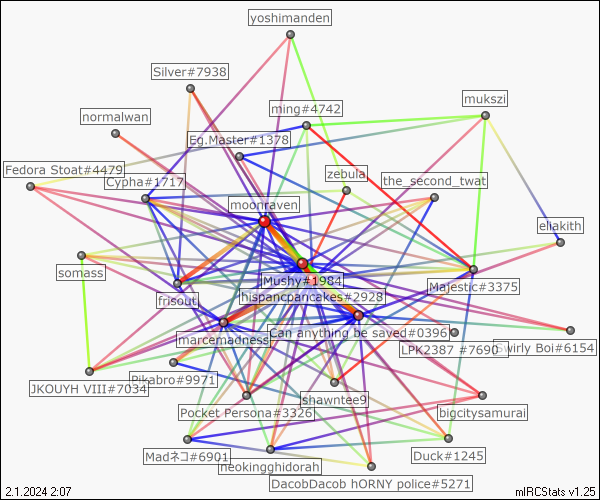 yoshimanden
Silver#7938
mukszi
ming#4742
normalwan
Eg.Master#1378
Fedora Stoat#4479
zebula
Cypha#1717
the_second_twat
moonraven
eliakith
somass
Mushy#1984
Majestic#3375
frisout
hispancpancakes#2928
Can anything be saved#0396
marcemadness
LPK2387 #7690
Swirly Boi#6154
JKOUYH VIII#7034
Pikabro#9971
shawntee9
Pocket Persona#3326
bigcitysamurai
Madネコ#6901
Duck#1245
neokingghidorah
DacobDacob hORNY police#5271
2.1.2024 2:07
mIRCStats v1.25